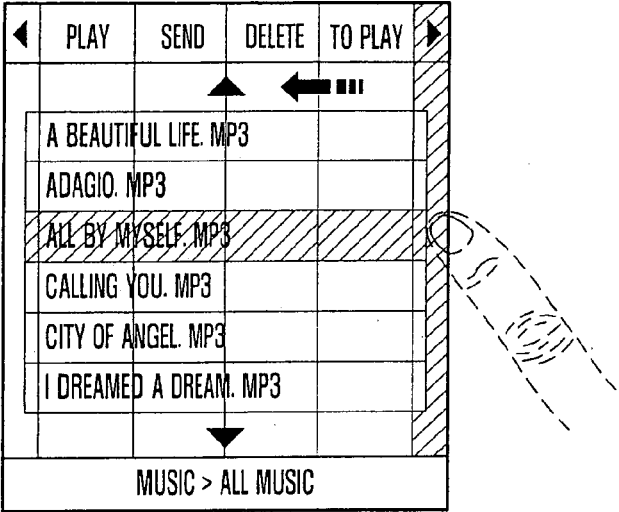 PLAY SEND DELETE TO PLAY
A BEAUTIFUL LIFE. MP3
ADAGIO. MP3
ALL BY MYSELF. MP3
CALLING YOU. MP3
CITY OF ANGEL. MP3
I DREAMED A DREAM. MP3
MUSIC > ALL MUSIC